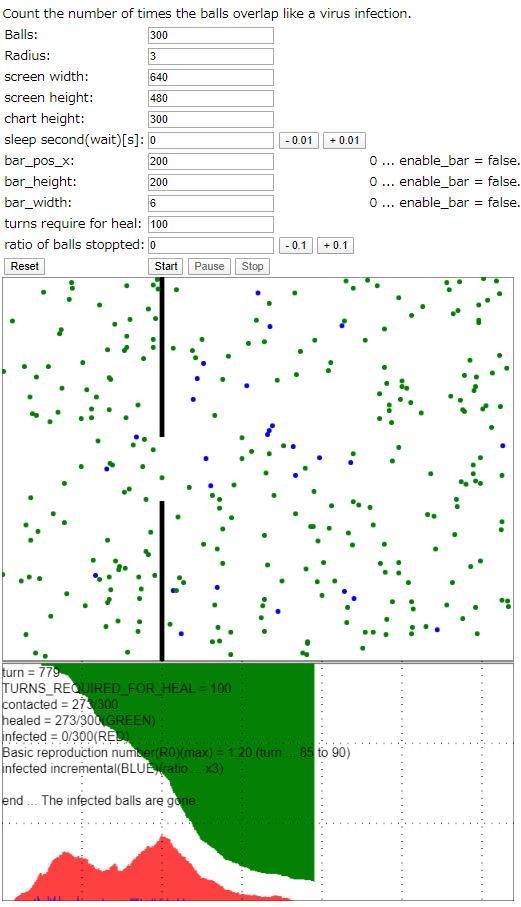 Count the number of times the balls overlap like a virus infection.
Balls: 300
Radius: 3
screen width: 640
screen height: 480
chart height: 300
sleep second(wait)[s]: 0 - 0.01 + 0.01
bar_pos_x: 200 0 ... enable_bar = false.
bar_height: 200 0 ... enable_bar = false.
bar_width: 6 0 ... enable_bar = false.
turns require for heal: 100
ratio of balls stoppted: 0 - 0.1 + 0.1
Reset Start Pause Stop
turn = 779
TURNS_REQUIRED_FOR_HEAL = 100
contacted = 273/300
healed = 273/300(GREEN)
infected = 0/300(RED)
Basic reproduction number(R0)(max) = 1.20 (turn ... 85 to 90)
infected incremental(BLUE)(ratio ... x3)
end ... The infected balls are gone.